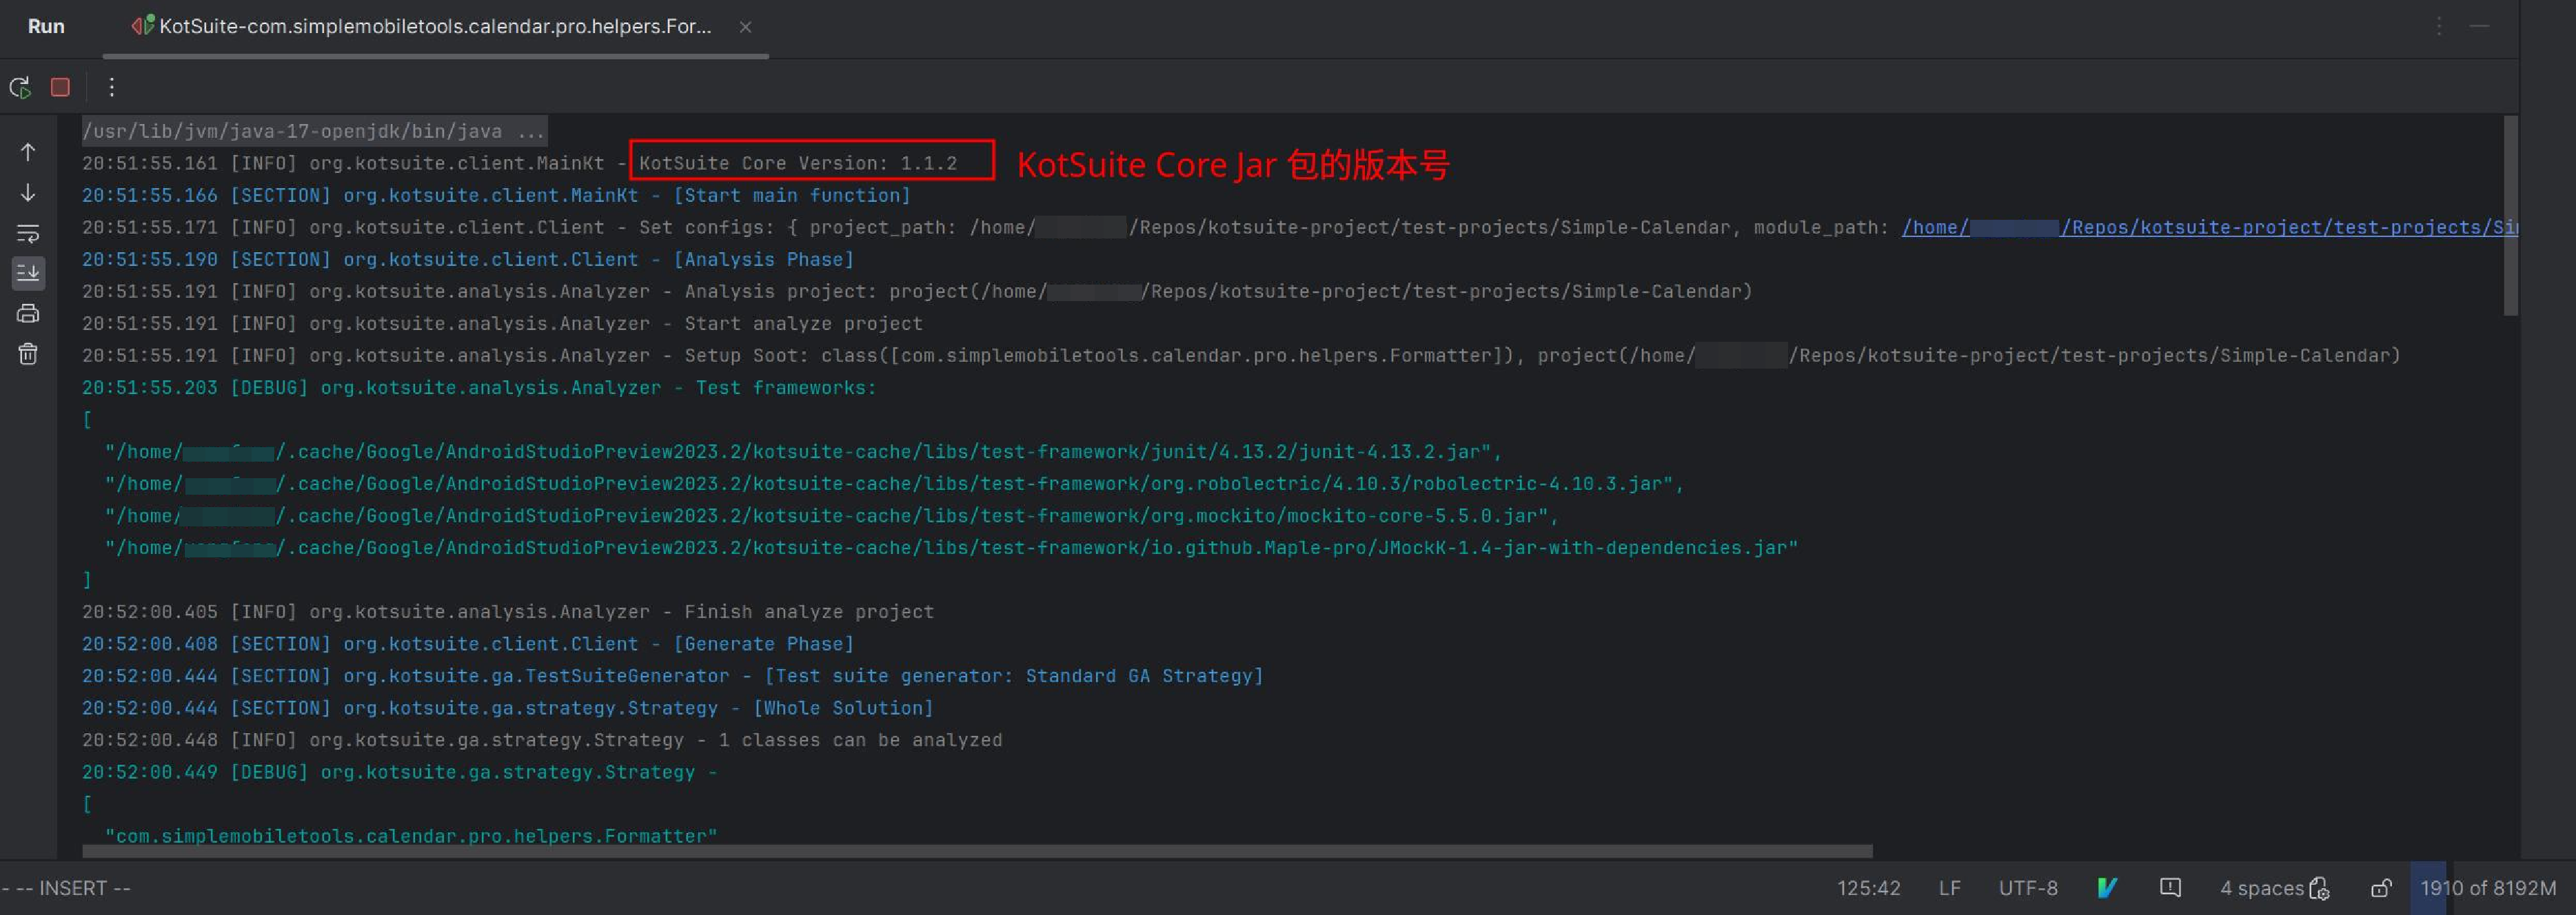 Run KotSuite-com.simplemobiletools.calendar.pro.helpers.For...
/usr/lib/jvm/java-17-openjdk/bin/java ...
20:51:55.161 [INFO] org.kotsuite.client.MainKt - KotSuite Core Version: 1.1.2 KotSuite Core Jar 包的版本号
20:51:55.166 [SECTION] org.kotsuite.client.MainKt - [Start main function]
20:51:55.171 [INFO] org.kotsuite.client.Client - Set configs: { project_path: /home/ /Repos/kotsuite-project/test-projects/Simple-Calendar, module_path: /home/ /Repos/kotsuite-project/test-projects/Si
20:51:55.190 [SECTION] org.kotsuite.client.Client - [Analysis Phase]
20:51:55.191 [INFO] org.kotsuite.analysis.Analyzer - Analysis project: project(/home/ /Repos/kotsuite-project/test-projects/Simple-Calendar)
20:51:55.191 [INFO] org.kotsuite.analysis.Analyzer - Start analyze project
20:51:55.191 [INFO] org.kotsuite.analysis.Analyzer - Setup Soot: class([com.simplemobiletools.calendar.pro.helpers.Formatter]), project(/home/ /Repos/kotsuite-project/test-projects/Simple-Calendar)
20:51:55.203 [DEBUG] org.kotsuite.analysis.Analyzer - Test frameworks:
[
"/home/ /.cache/Google/AndroidStudioPreview2023.2/kotsuite-cache/libs/test-framework/junit/4.13.2/junit-4.13.2.jar",
"/home/ /.cache/Google/AndroidStudioPreview2023.2/kotsuite-cache/libs/test-framework/org.robolectric/4.10.3/robolectric-4.10.3.jar",
"/home/ /.cache/Google/AndroidStudioPreview2023.2/kotsuite-cache/libs/test-framework/org.mockito/mockito-core-5.5.0.jar",
"/home/ /.cache/Google/AndroidStudioPreview2023.2/kotsuite-cache/libs/test-framework/io.github.Maple-pro/JMockK-1.4-jar-with-dependencies.jar"
]
20:52:00.405 [INFO] org.kotsuite.analysis.Analyzer - Finish analyze project
20:52:00.408 [SECTION] org.kotsuite.client.Client - [Generate Phase]
20:52:00.444 [SECTION] org.kotsuite.ga.TestSuiteGenerator - [Test suite generator: Standard GA Strategy]
20:52:00.444 [SECTION] org.kotsuite.ga.strategy.Strategy - [Whole Solution]
20:52:00.448 [INFO] org.kotsuite.ga.strategy.Strategy - 1 classes can be analyzed
20:52:00.449 [DEBUG] org.kotsuite.ga.strategy.Strategy -
[
"com.simplemobiletools.calendar.pro.helpers.Formatter"
- -- INSERT -- 125:42 LF UTF-8 4 spaces 1910 of 8192M